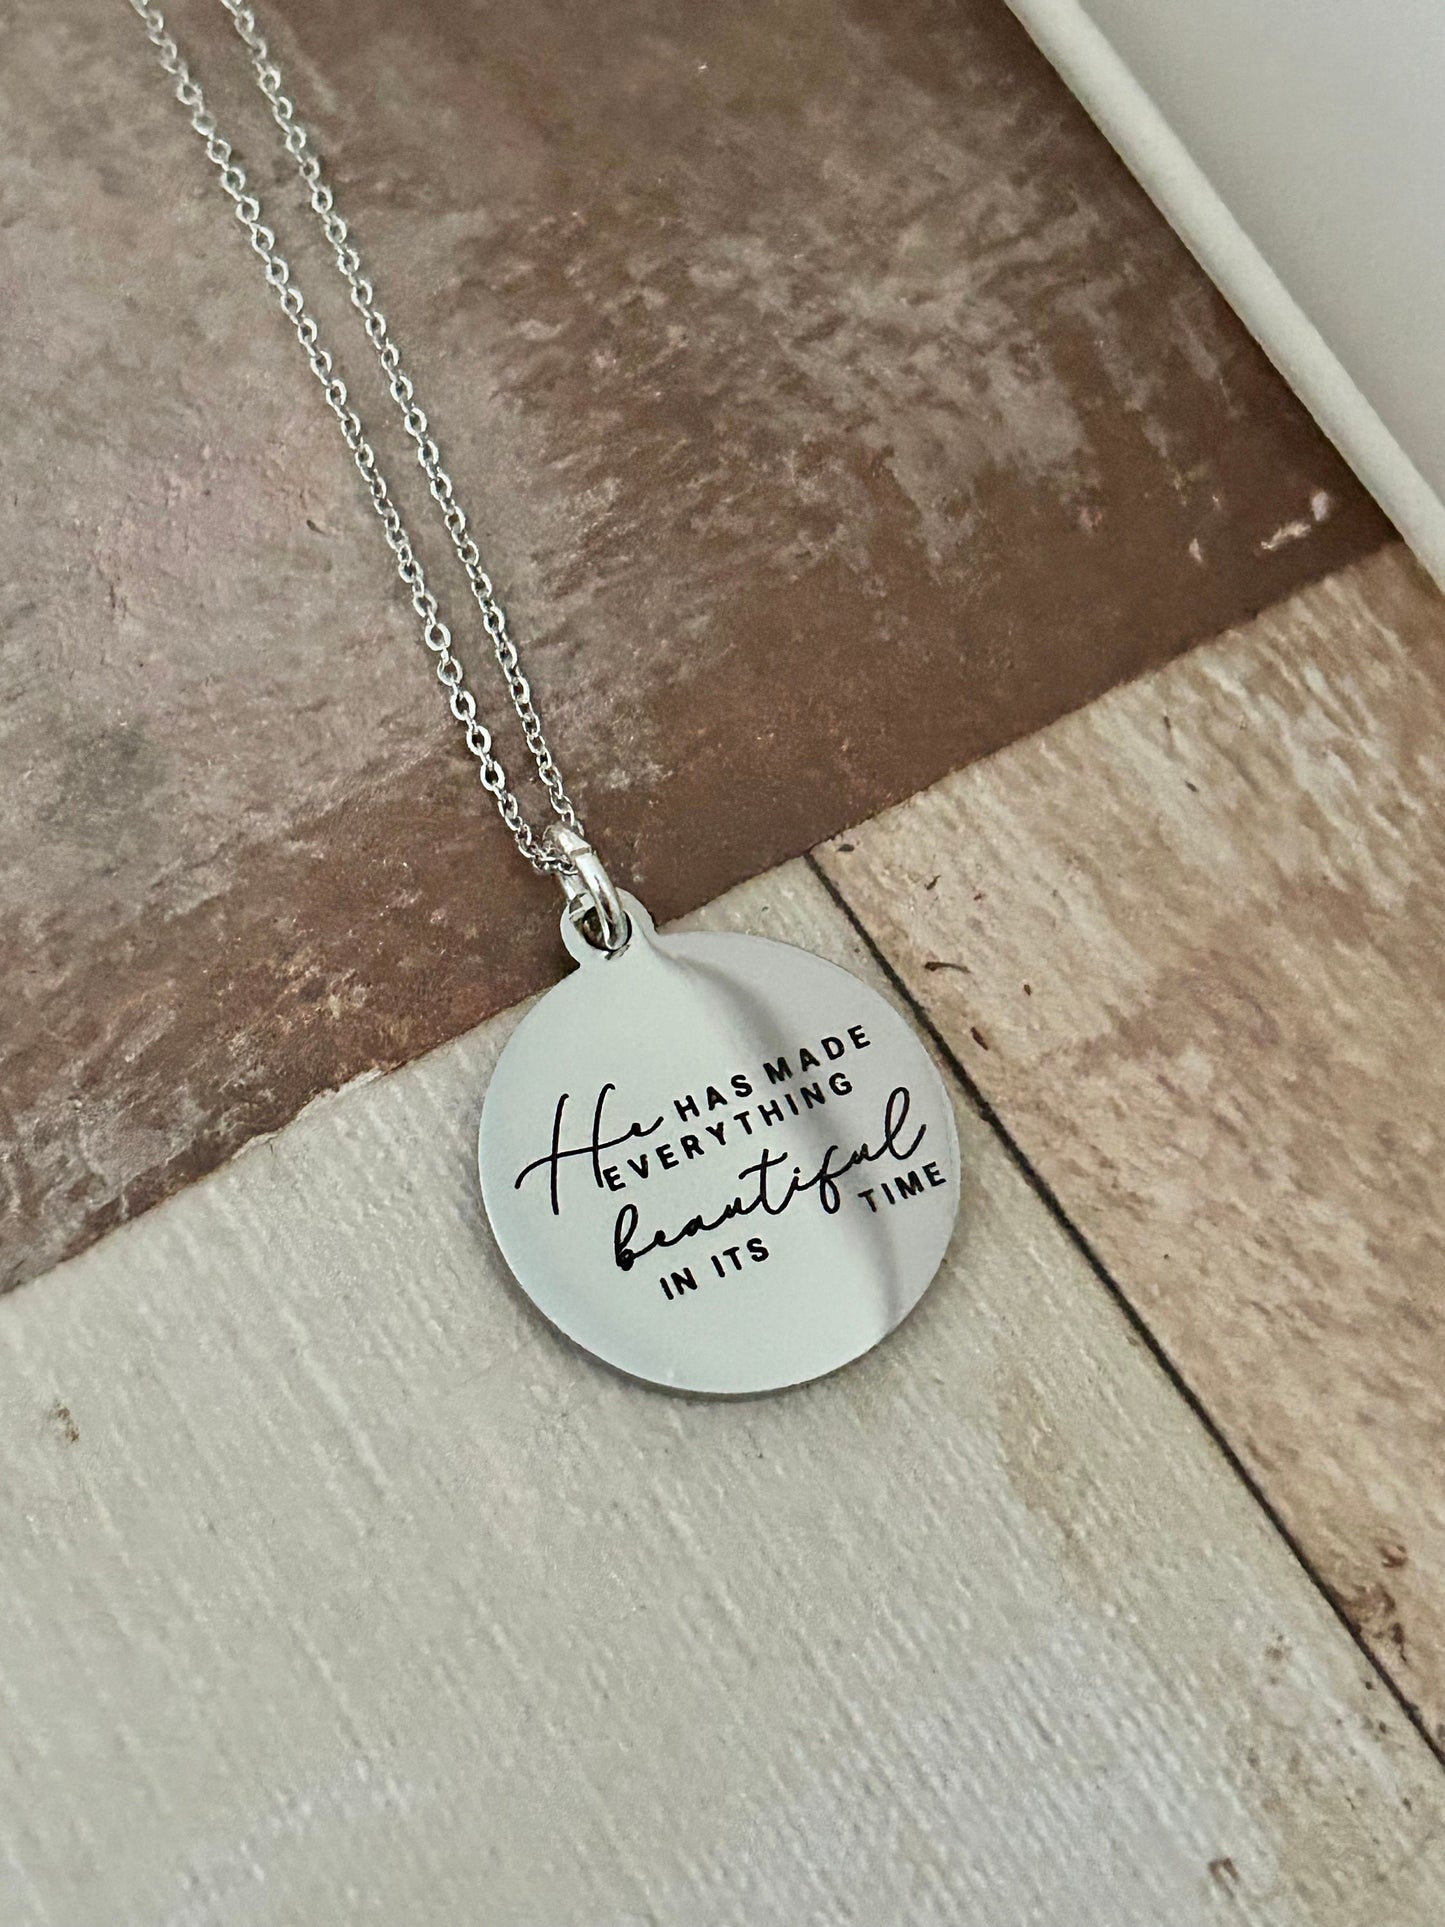 He HAS MADE
EVERYTHING
beautiful
IN ITS TIME